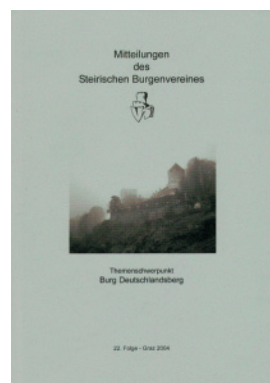 Mitteilungen
des
Steirischen Burgenvereines
Themenschwerpunkt
Burg Deutschlandsberg
22. Folge - Graz 2004